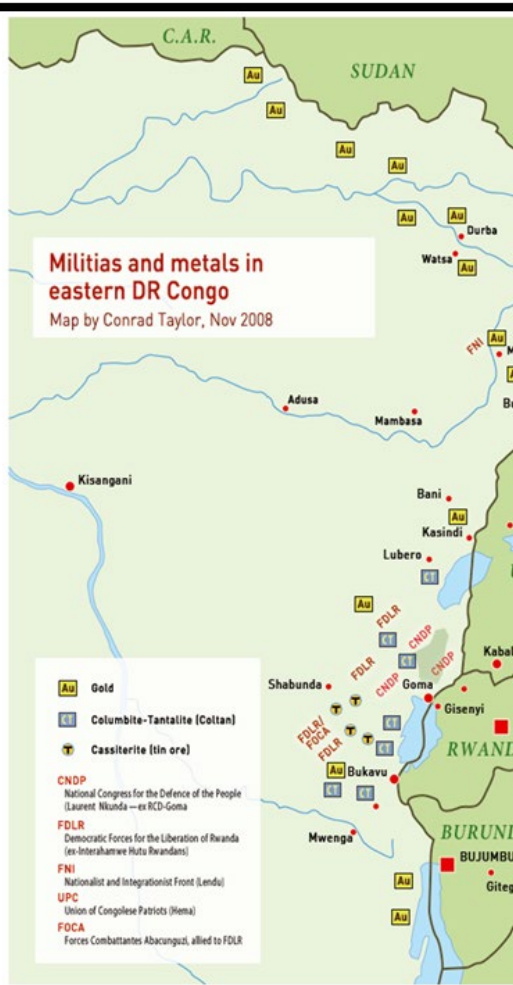 C.A.R.
SUDAN
Au
Au
Au
Au
Au
Au
Durba
Watsa
Au
Militias and metals in
eastern DR Congo
Map by Conrad Taylor, Nov 2008
FNI
Au
Adusa
Mambasa
Kisangani
Bani
Au
Kasindi
Lubero
CT
Au
FDLR
CT
CNDP
CT
FDLR
CNDP
CNDP
Kabal
Shabunda
Goma
Gisenyi
T
T
FDLR/
FOCA
T
T
FDLR
CT
CT
RWAND
Au
Bukavu
CT
CT
Mwenga
BURUND
BUJUMBU
Giteg
Au
Au
Au Gold
CT Columbite-Tantalite (Coltan)
T Cassiterite (tin ore)
CNDP
National Congress for the Defence of the People
(Laurent Nkunda — ex RCD-Goma
FDLR
Democratic Forces for the Liberation of Rwanda
(ex-Interahamwe Hutu Rwandans)
FNI
Nationalist and Integrationist Front (Lendu)
UPC
Union of Congolese Patriots (Hema)
FOCA
Forces Combattantes Abacunguzi, allied to FDLR